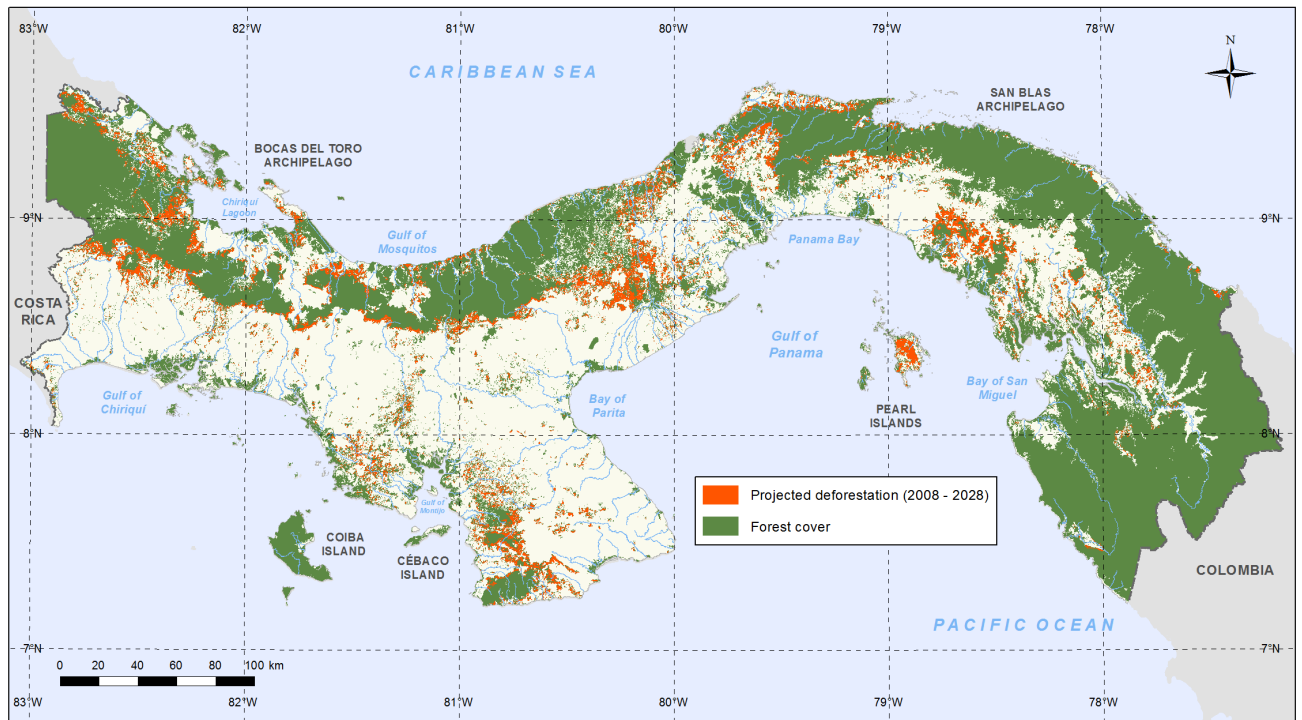 83°W 82°W 81°W 80°W 79°W 78°W
N
CARIBBEAN SEA
SAN BLAS
ARCHIPELAGO
BOCAS DEL TORO
ARCHIPELAGO
Chiriquí
Lagoon
9°N
9°N
Gulf of
Mosquitos
Panama Bay
COSTA
RICA
Gulf of
Panama
Gulf of
Chiriquí
Bay of
Parita
Bay of San
Miguel
PEARL
ISLANDS
8°N
8°N
Gulf of
Montijo
Projected deforestation (2008 - 2028)
Forest cover
COIBA
ISLAND
CÉBACO
ISLAND
COLOMBIA
PACIFIC OCEAN
7°N
7°N
0 20 40 60 80 100 km
83°W 82°W 81°W 80°W 79°W 78°W